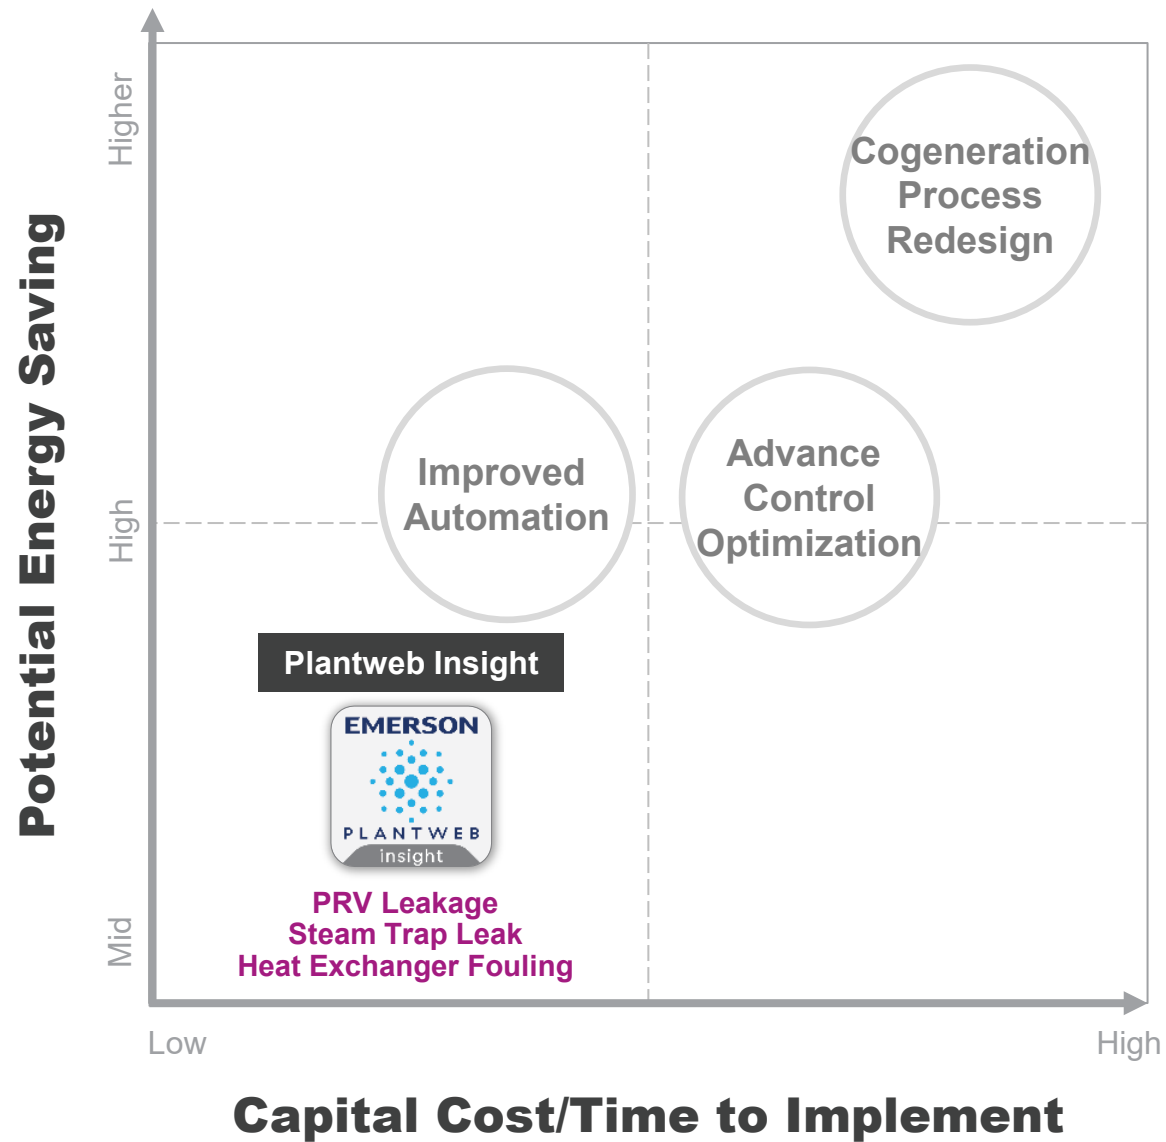 Potential Energy Saving
Higher
High
Mid
Cogeneration
Process
Redesign
Improved
Automation
Advance
Control
Optimization
Plantweb Insight
EMERSON
PLANTWEB
insight
PRV Leakage
Steam Trap Leak
Heat Exchanger Fouling
Low
High
Capital Cost/Time to Implement